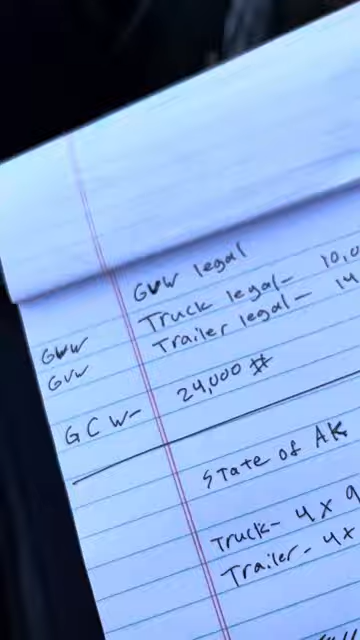 GVW legal
GVW Truck legal- 10,0
GVW Trailer legal- 14
GCW- 24,000 #
State of AK
Truck- 4 x 9
Trailer- 4x